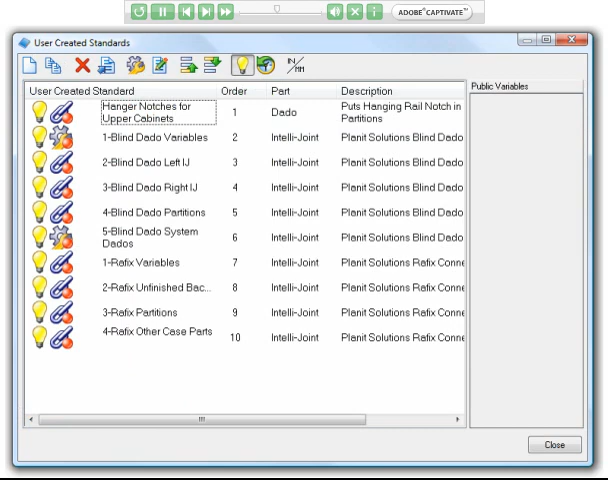 ADOBE® CAPTIVATE™
User Created Standards
IN/MM
User Created Standard Order Part Description
Public Variables
Hanger Notches for
Upper Cabinets 1 Dado Puts Hanging Rail Notch in
Partitions
1-Blind Dado Variables 2 Intelli-Joint Planit Solutions Blind Dado
2-Blind Dado Left IJ 3 Intelli-Joint Planit Solutions Blind Dado
3-Blind Dado Right IJ 4 Intelli-Joint Planit Solutions Blind Dado
4-Blind Dado Partitions 5 Intelli-Joint Planit Solutions Blind Dado
5-Blind Dado System
Dados 6 Intelli-Joint Planit Solutions Blind Dado
1-Rafix Variables 7 Intelli-Joint Planit Solutions Rafix Conne
2-Rafix Unfinished Bac... 8 Intelli-Joint Planit Solutions Rafix Conne
3-Rafix Partitions 9 Intelli-Joint Planit Solutions Rafix Conne
4-Rafix Other Case Parts 10 Intelli-Joint Planit Solutions Rafix Conne
Close